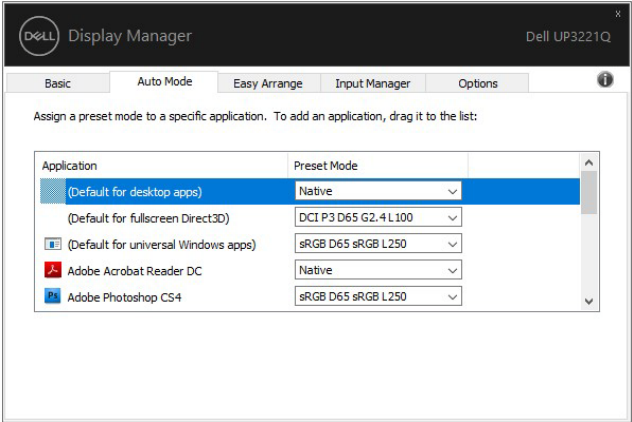 DELL Display Manager
x
Dell UP3221Q
Basic Auto Mode Easy Arrange Input Manager Options i
Assign a preset mode to a specific application. To add an application, drag it to the list:
Application Preset Mode
(Default for desktop apps) Native
(Default for fullscreen Direct3D) DCI P3 D65 G2.4 L100
(Default for universal Windows apps) sRGB D65 sRGB L250
Adobe Acrobat Reader DC Native
Ps Adobe Photoshop CS4 sRGB D65 sRGB L250